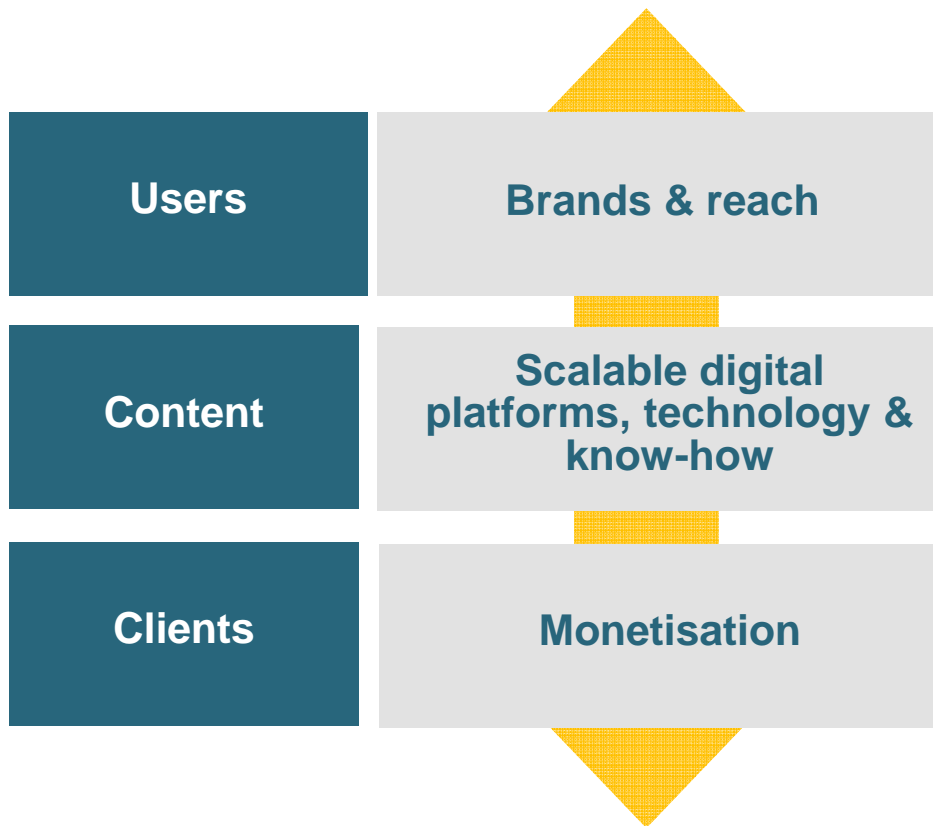 Users
Brands & reach
Content
Scalable digital
platforms, technology &
know-how
Clients
Monetisation